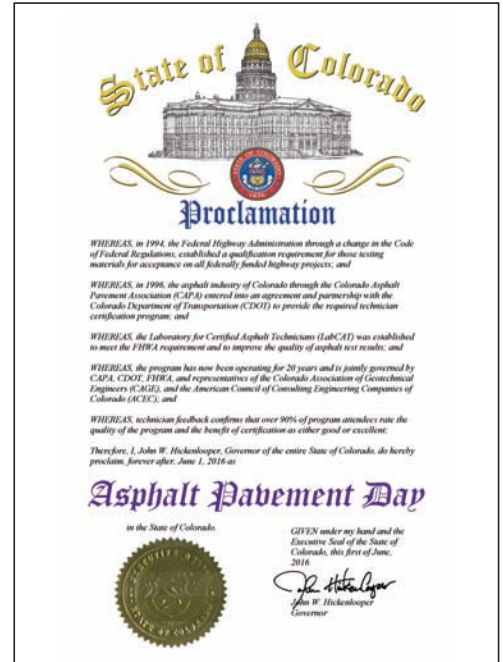 State of Colorado
STATE OF COLORADO
1876
Proclamation
WHEREAS, in 1994, the Federal Highway Administration through a change in the Code
of Federal Regulations, established a qualification requirement for those testing
materials for acceptance on all federally funded highway projects; and
WHEREAS, in 1996, the asphalt industry of Colorado through the Colorado Asphalt
Pavement Association (CAPA) entered into an agreement and partnership with the
Colorado Department of Transportation (CDOT) to provide the required technician
certification program; and
WHEREAS, the Laboratory for Certified Asphalt Technicians (LabCAT) was established
to meet the FHWA requirement and to improve the quality of asphalt test results; and
WHEREAS, the program has now been operating for 20 years and is jointly governed by
CAPA, CDOT, FHWA, and representatives of the Colorado Association of Geotechnical
Engineers (CAGE), and the American Council of Consulting Engineering Companies of
Colorado (ACEC); and
WHEREAS, technician feedback confirms that over 90% of program attendees rate the
quality of the program and the benefit of certification as either good or excellent;
Therefore, I, John W. Hickenlooper, Governor of the entire State of Colorado, do hereby
proclaim, forever after, June 1, 2016 as
Asphalt Pavement Day
in the State of Colorado.
GIVEN under my hand and the
Executive Seal of the State of
Colorado, this first of June,
2016
John Hickenlooper
John W. Hickenlooper
Governor
EXECUTIVE
STATE OF COLORADO